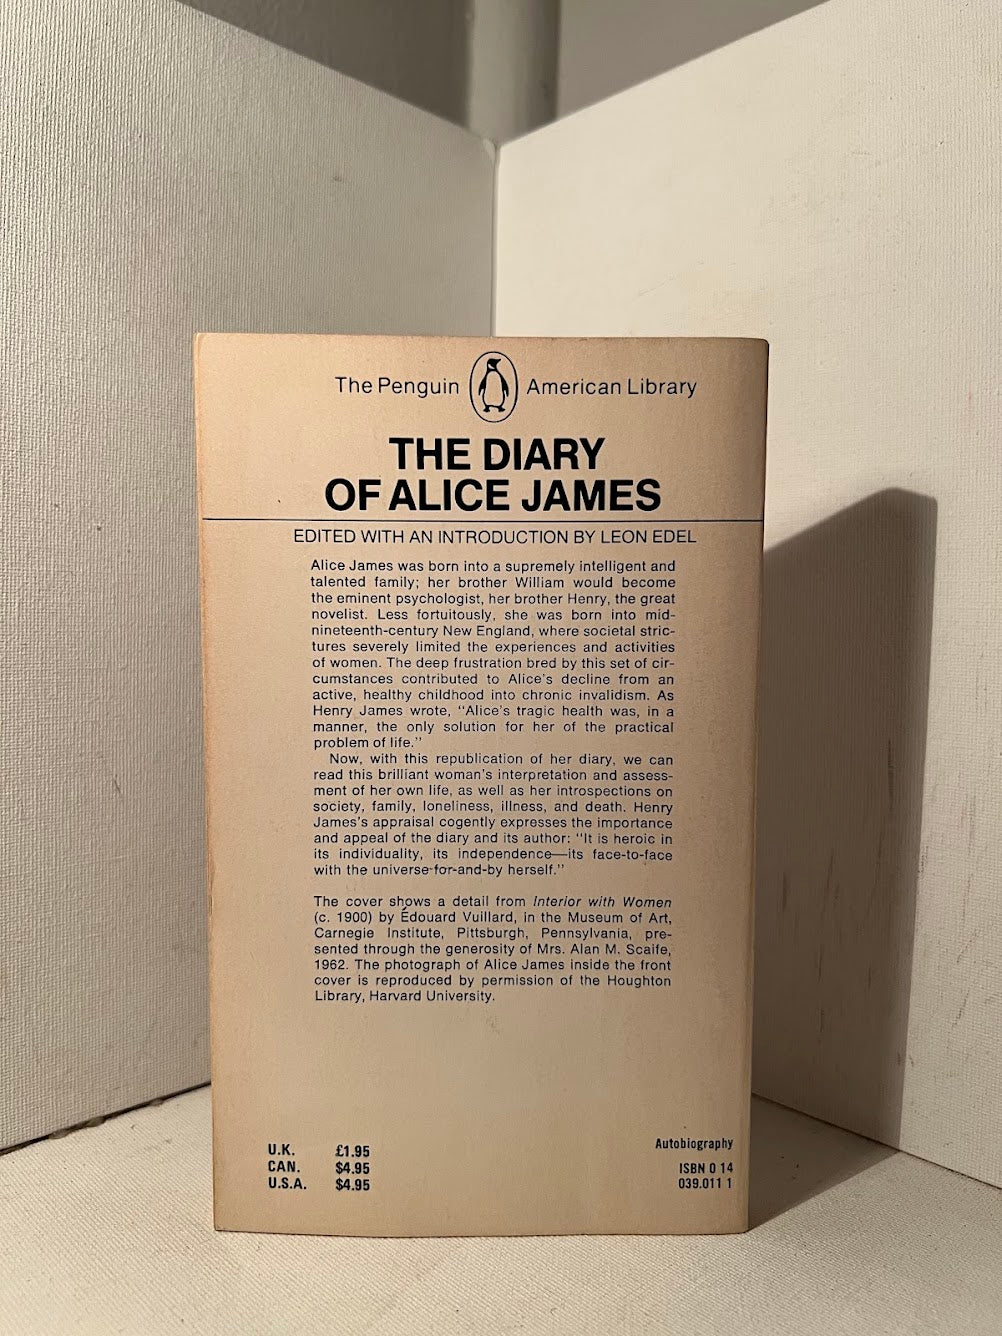 The Penguin American Library
THE DIARY
OF ALICE JAMES
EDITED WITH AN INTRODUCTION BY LEON EDEL
Alice James was born into a supremely intelligent and
talented family; her brother William would become
the eminent psychologist, her brother Henry, the great
novelist. Less fortuitously, she was born into mid-
nineteenth-century New England, where societal stric-
tures severely limited the experiences and activities
of women. The deep frustration bred by this set of cir-
cumstances contributed to Alice's decline from an
active, healthy childhood into chronic invalidism. As
Henry James wrote, "Alice's tragic health was, in a
manner, the only solution for her of the practical
problem of life."
Now, with this republication of her diary, we can
read this brilliant woman's interpretation and assess-
ment of her own life, as well as her introspections on
society, family, loneliness, illness, and death. Henry
James's appraisal cogently expresses the importance
and appeal of the diary and its author: "It is heroic in
its individuality, its independence—its face-to-face
with the universe-for-and-by herself."
The cover shows a detail from Interior with Women
(c. 1900) by Édouard Vuillard, in the Museum of Art,
Carnegie Institute, Pittsburgh, Pennsylvania, pre-
sented through the generosity of Mrs. Alan M. Scaife,
1962. The photograph of Alice James inside the front
cover is reproduced by permission of the Houghton
Library, Harvard University.
U.K. £1.95
CAN. $4.95
U.S.A. $4.95
Autobiography
ISBN 0 14
039.011 1